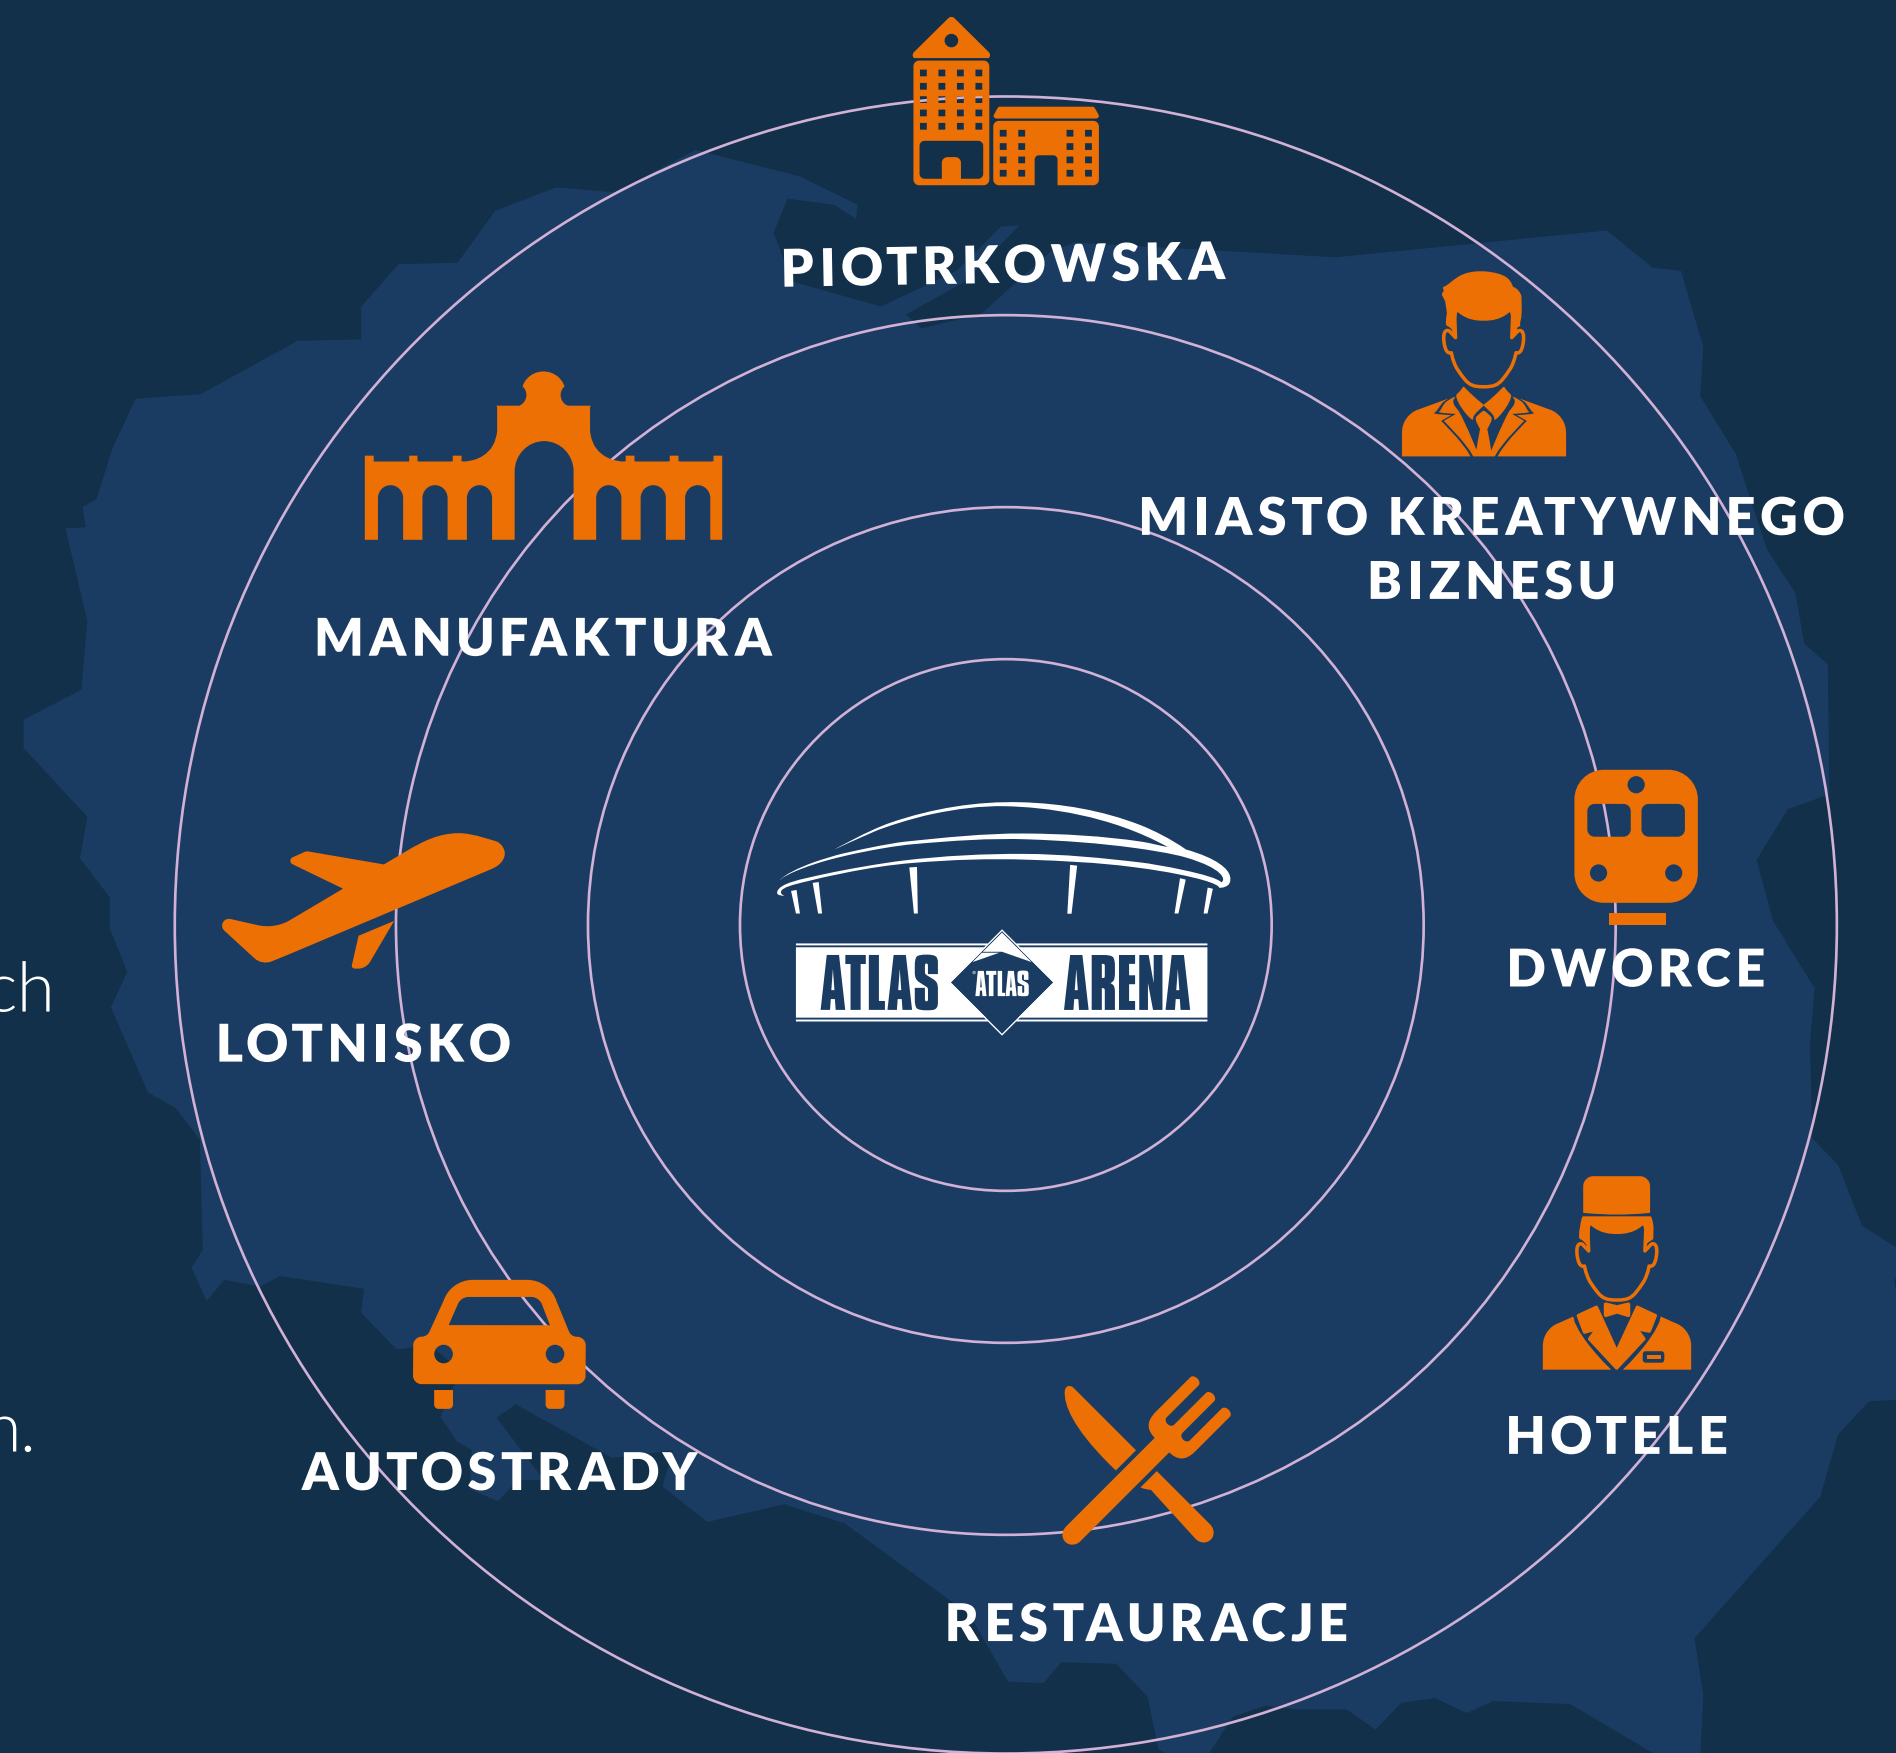 PIOTRKOWSKA
MIASTO KREATYWNEGO
BIZNESU
MANUFAKTURA
ATLAS ATLAS ARENA
DWORCE
LOTNISKO
HOTELE
AUTOSTRADY
RESTAURACJE